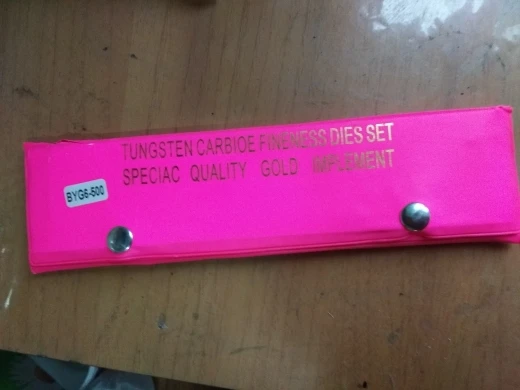 TUNGSTEN CARBIOE FINENESS DIES SET
SPECIAC QUALITY GOLD IMPLEMENT
BYG6-500